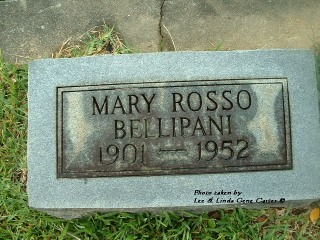 MARY ROSSO
BELLIPANI
1901 — 1952
Photo taken by
Lee & Linda Gene Carter ©